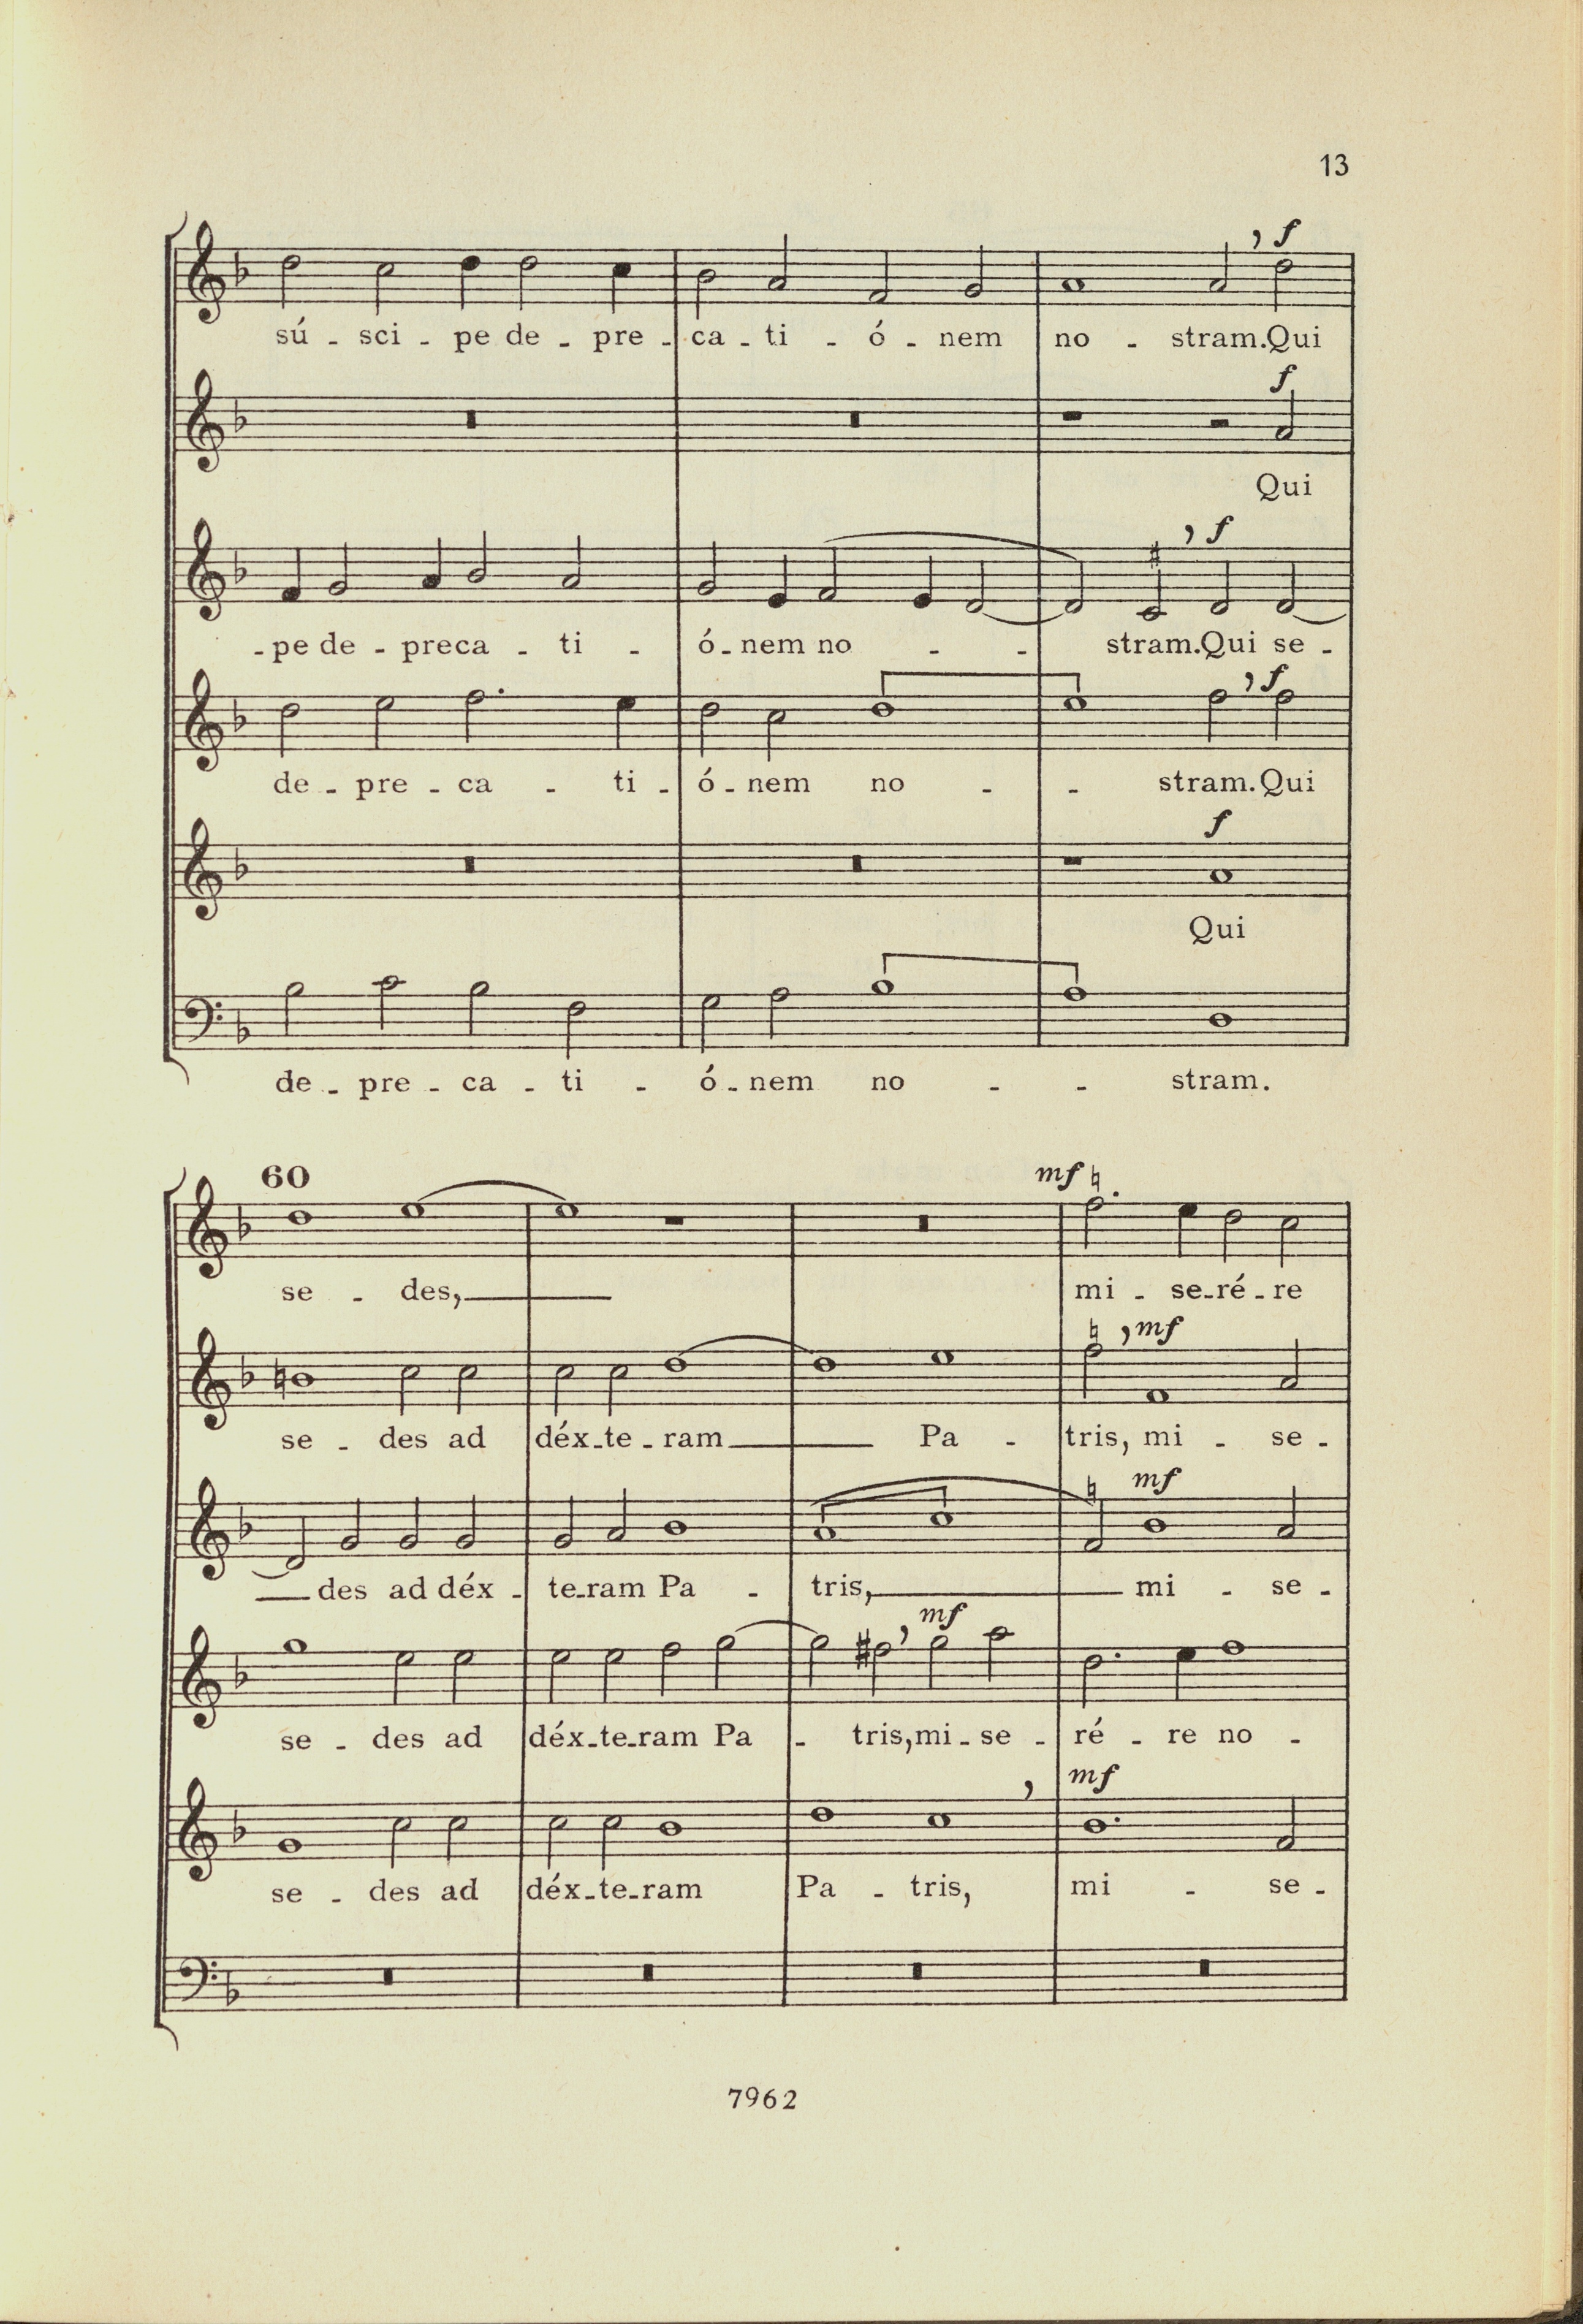 13
f
sú - sci - pe de - pre - ca - ti - ó - nem no - stram. Qui
f
Qui
f
- pe de - preca - ti - ó - nem no - - stram. Qui se -
f
de - pre - ca - ti - ó - nem no - - stram. Qui
f
Qui
de - pre - ca - ti - ó - nem no - - stram.
60
mf
se - des, mi - se - ré - re
mf
se - des ad déx - te - ram Pa - tris, mi - se -
mf
des ad déx - te - ram Pa - tris, mi - se -
mf
se - des ad déx - te - ram Pa - tris, mi - se - ré - re no -
mf
se - des ad déx - te - ram Pa - tris, mi - se -
7962